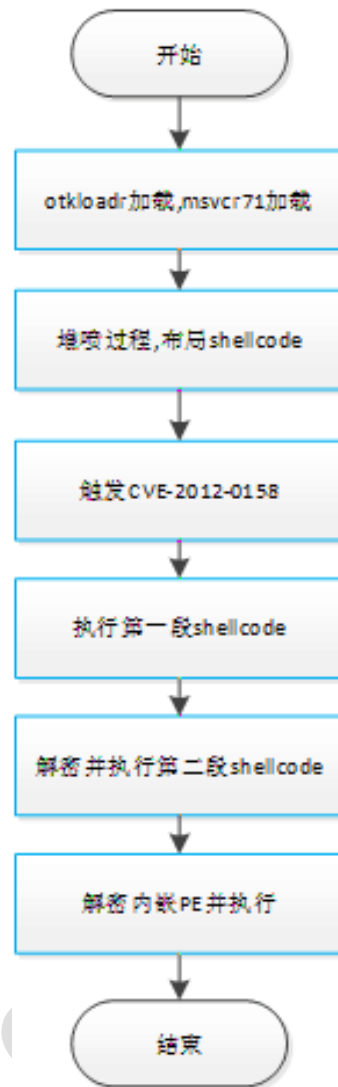 开始
otkloadr加载,msvcr71加载
堆喷过程,布局shellcode
触发CVE-2012-0158
执行第一段shellcode
解密并执行第二段shellcode
解密内嵌PE并执行
结束